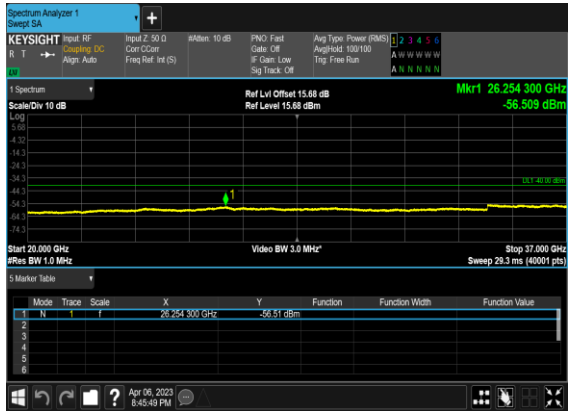 Spectrum Analyzer 1
Swept SA
+
KEYSIGHT Input: RF Input Z: 50 Ω #Atten: 10 dB PNO: Fast Avg Type: Power (RMS) 1 2 3 4 5 6
R T Coupling: DC Corr CCorr Gate: Off Avg|Hold: 100/100 A W W W W W
Align: Auto Freq Ref: Int (S) IF Gain: Low Trig: Free Run
LU Sig Track: Off A N N N N N
1 Spectrum Ref Lvl Offset 15.68 dB Mkr1 26.254 300 GHz
Scale/Div 10 dB Ref Level 15.68 dBm -56.509 dBm
Log
5.68
-4.32
-14.3
-24.3
-34.3
DL1 -40.00 dBm
-44.3
1
-54.3
-64.3
-74.3
Start 20.000 GHz Video BW 3.0 MHz* Stop 37.000 GHz
#Res BW 1.0 MHz Sweep 29.3 ms (40001 pts)
5 Marker Table
Mode Trace Scale X Y Function Function Width Function Value
1 N 1 f 26.254 300 GHz -56.51 dBm
2
3
4
5
6
? Apr 06, 2023
8:45:49 PM